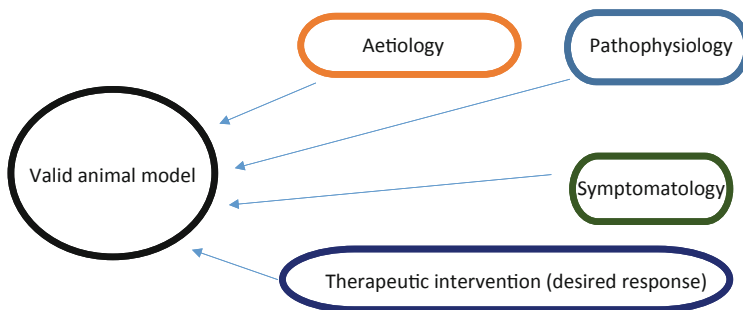 Aetiology
Pathophysiology
Valid animal model
Symptomatology
Therapeutic intervention (desired response)